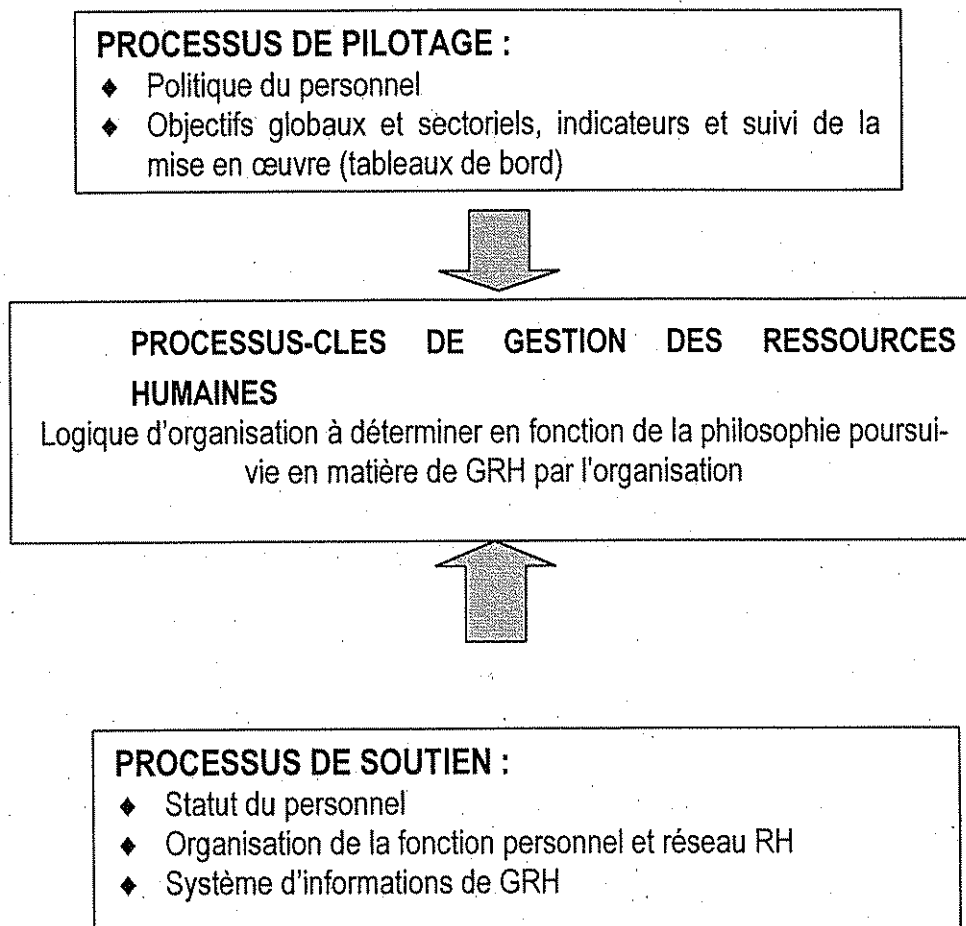 PROCESSUS DE PILOTAGE :
♦ Politique du personnel
♦ Objectifs globaux et sectoriels, indicateurs et suivi de la
mise en œuvre (tableaux de bord)
PROCESSUS-CLES DE GESTION DES RESSOURCES
HUMAINES
Logique d'organisation à déterminer en fonction de la philosophie poursui-
vie en matière de GRH par l'organisation
PROCESSUS DE SOUTIEN :
♦ Statut du personnel
♦ Organisation de la fonction personnel et réseau RH
♦ Système d'informations de GRH